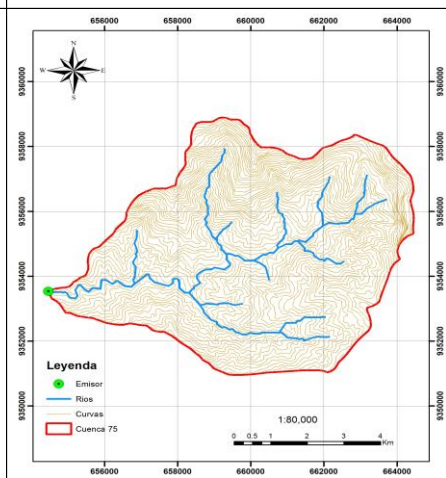 656000 658000 660000 662000 664000
N
W E
S
9360000 9360000
9358000 9358000
9356000 9356000
9354000 9354000
9352000 9352000
9350000 9350000
Leyenda
Emisor
Rios
Curvas
Cuenca 75
1:80,000
0 0.5 1 2 3 4
Km
656000 658000 660000 662000 664000